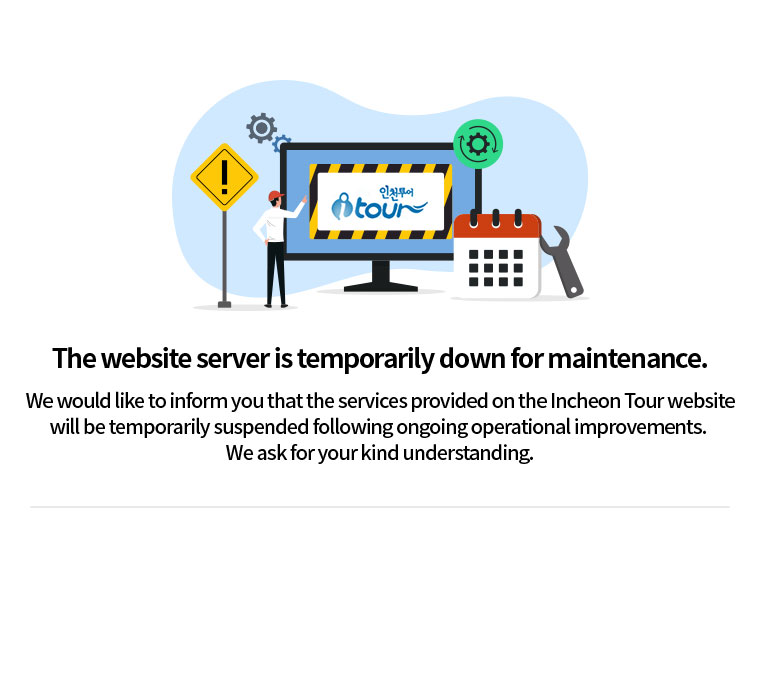 인천투어
itour
The website server is temporarily down for maintenance.
We would like to inform you that the services provided on the Incheon Tour website
will be temporarily suspended following ongoing operational improvements.
We ask for your kind understanding.